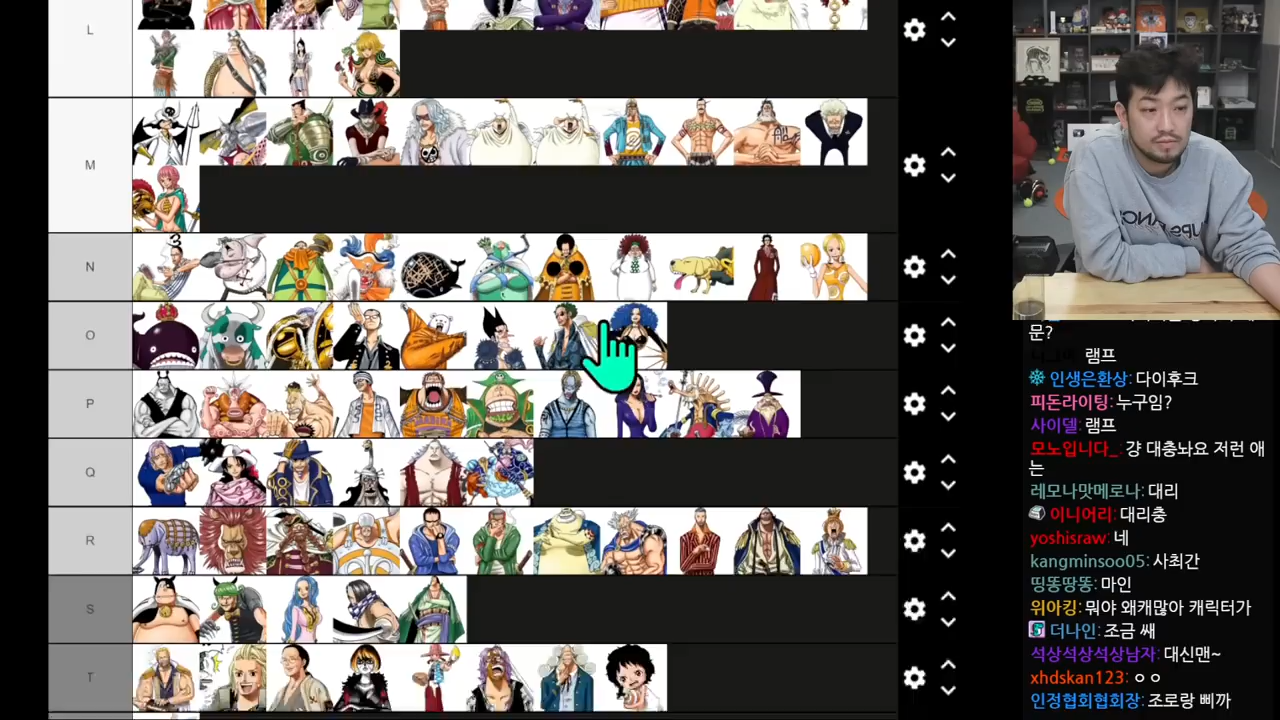 L
M
N
O
P
Q
R
S
T
문?
램프
인생은환상: 다이후크
피돈라이팅: 누구임?
사이델: 램프
모노입니다_: 걍 대충놔요 저런 애
는
레모나맛메로나: 대리
이니어리: 대리충
yoshisraw: 네
kangminsoo05: 사최간
띵똥땅뚱: 마인
위아킹: 뭐야 왜캐많아 캐릭터가
더나인: 조금 쌔
석상석상석상남자: 대신맨~
xhdskan123: ㅇㅇ
인정협회협회장: 조로랑 삐까